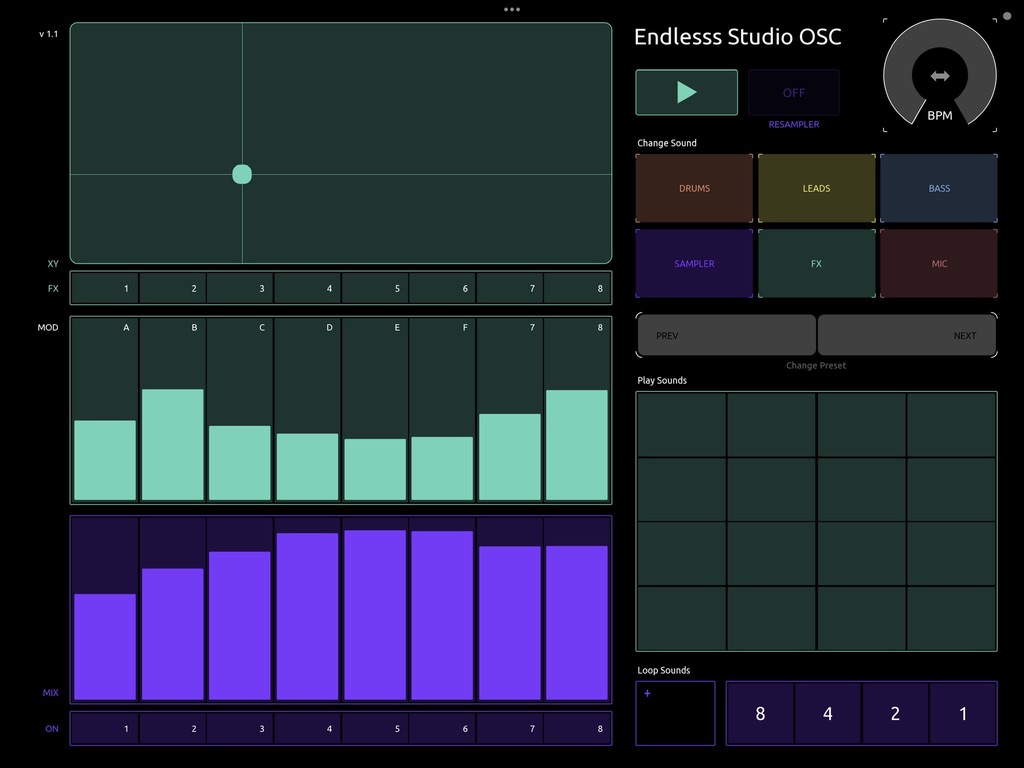 v 1.1
XY
FX
1 2 3 4 5 6 7 8
MOD
A B C D E F 7 8
MIX
ON
1 2 3 4 5 6 7 8
Endlesss Studio OSC
OFF
RESAMPLER
BPM
Change Sound
DRUMS LEADS BASS
SAMPLER FX MIC
PREV NEXT
Change Preset
Play Sounds
Loop Sounds
+
8 4 2 1